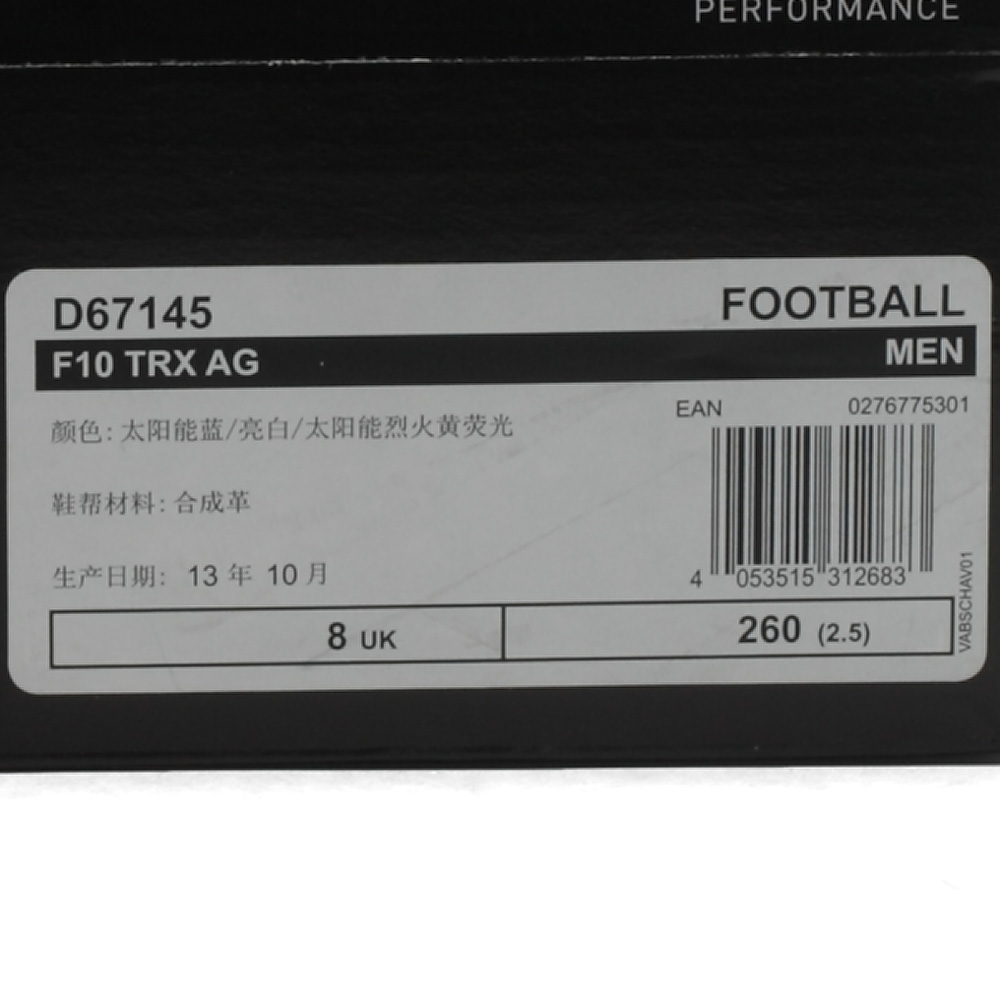 PERFORMANCE
D67145
FOOTBALL
F10 TRX AG
MEN
颜色: 太阳能蓝/亮白/太阳能烈火黄荧光
EAN
0276775301
鞋帮材料: 合成革
生产日期: 13 年 10 月
4 053515 312683
VABSCHAV01
8 UK
260 (2.5)